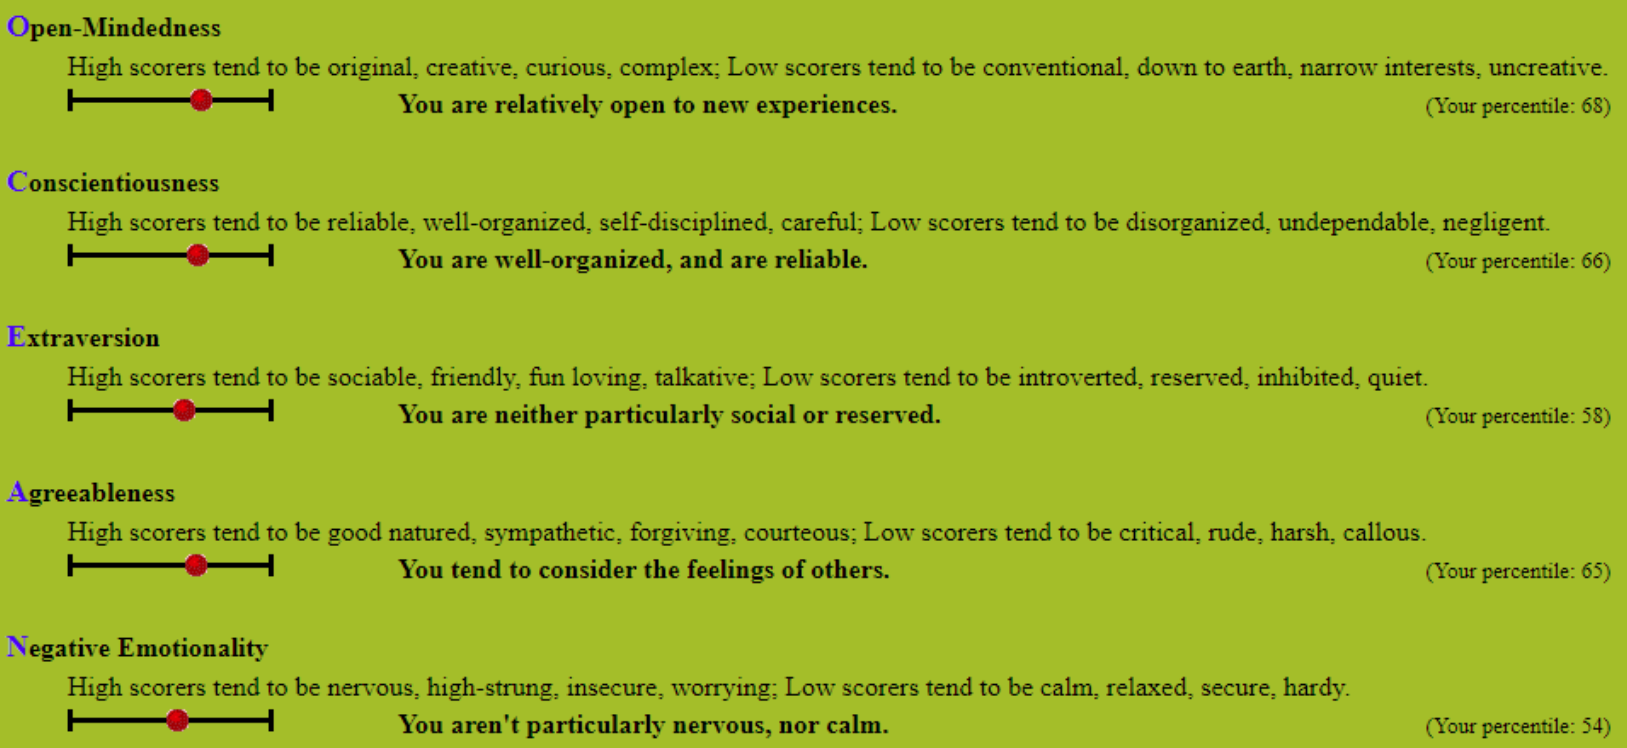 Open-Mindedness
High scorers tend to be original, creative, curious, complex; Low scorers tend to be conventional, down to earth, narrow interests, uncreative.
You are relatively open to new experiences. (Your percentile: 68)
Conscientiousness
High scorers tend to be reliable, well-organized, self-disciplined, careful; Low scorers tend to be disorganized, undependable, negligent.
You are well-organized, and are reliable. (Your percentile: 66)
Extraversion
High scorers tend to be sociable, friendly, fun loving, talkative; Low scorers tend to be introverted, reserved, inhibited, quiet.
You are neither particularly social or reserved. (Your percentile: 58)
Agreeableness
High scorers tend to be good natured, sympathetic, forgiving, courteous; Low scorers tend to be critical, rude, harsh, callous.
You tend to consider the feelings of others. (Your percentile: 65)
Negative Emotionality
High scorers tend to be nervous, high-strung, insecure, worrying; Low scorers tend to be calm, relaxed, secure, hardy.
You aren't particularly nervous, nor calm. (Your percentile: 54)